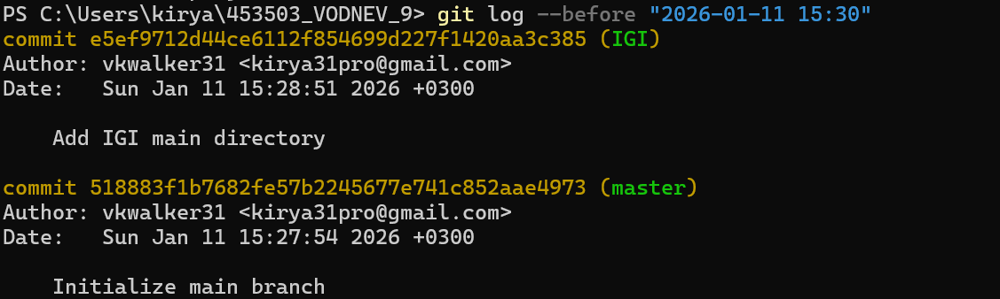 PS C:\Users\kirya\453503_VODNEV_9> git log --before "2026-01-11 15:30"
commit e5ef9712d44ce6112f854699d227f1420aa3c385 (IGI)
Author: vkwalker31 <kirya31pro@gmail.com>
Date:   Sun Jan 11 15:28:51 2026 +0300
    Add IGI main directory
commit 518883f1b7682fe57b2245677e741c852aae4973 (master)
Author: vkwalker31 <kirya31pro@gmail.com>
Date:   Sun Jan 11 15:27:54 2026 +0300
    Initialize main branch